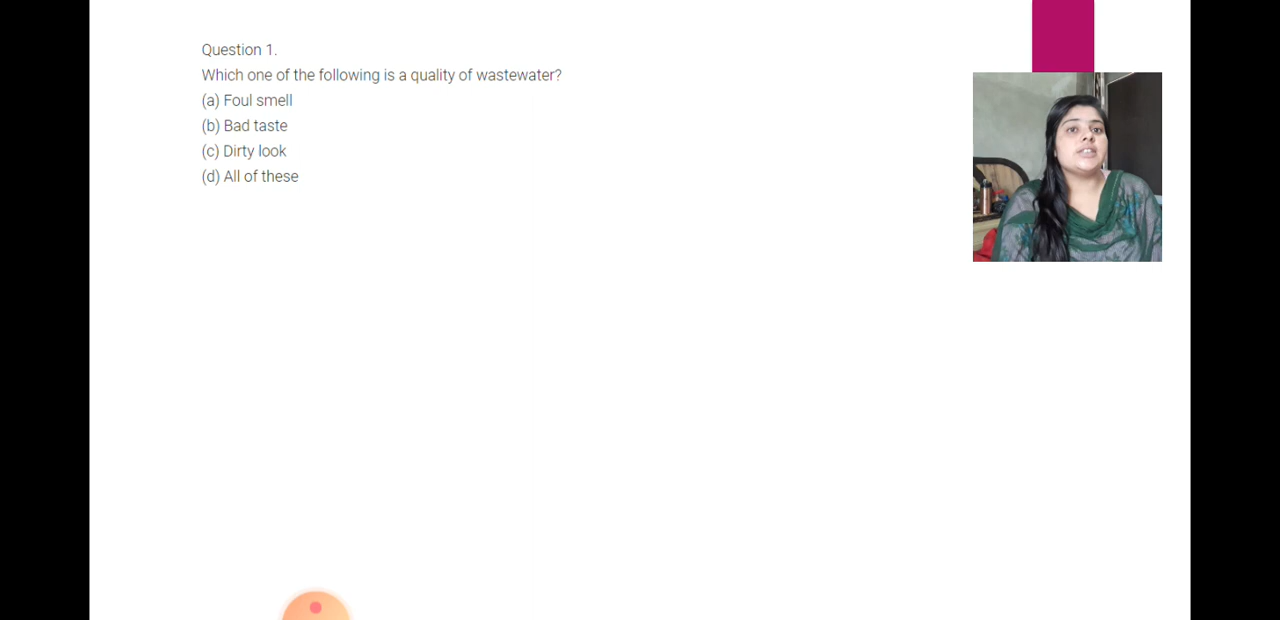 Question 1.
Which one of the following is a quality of wastewater?
(a) Foul smell
(b) Bad taste
(c) Dirty look
(d) All of these